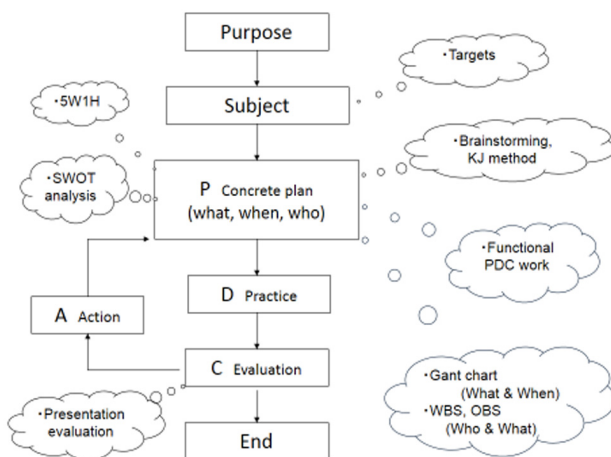 Purpose
・Targets
・5W1H
Subject
・Brainstorming,
KJ method
・SWOT
analysis
P Concrete plan
(what, when, who)
・Functional
PDC work
D Practice
A Action
C Evaluation
・Gant chart
(What & When)
・WBS, OBS
(Who & What)
・Presentation
evaluation
End